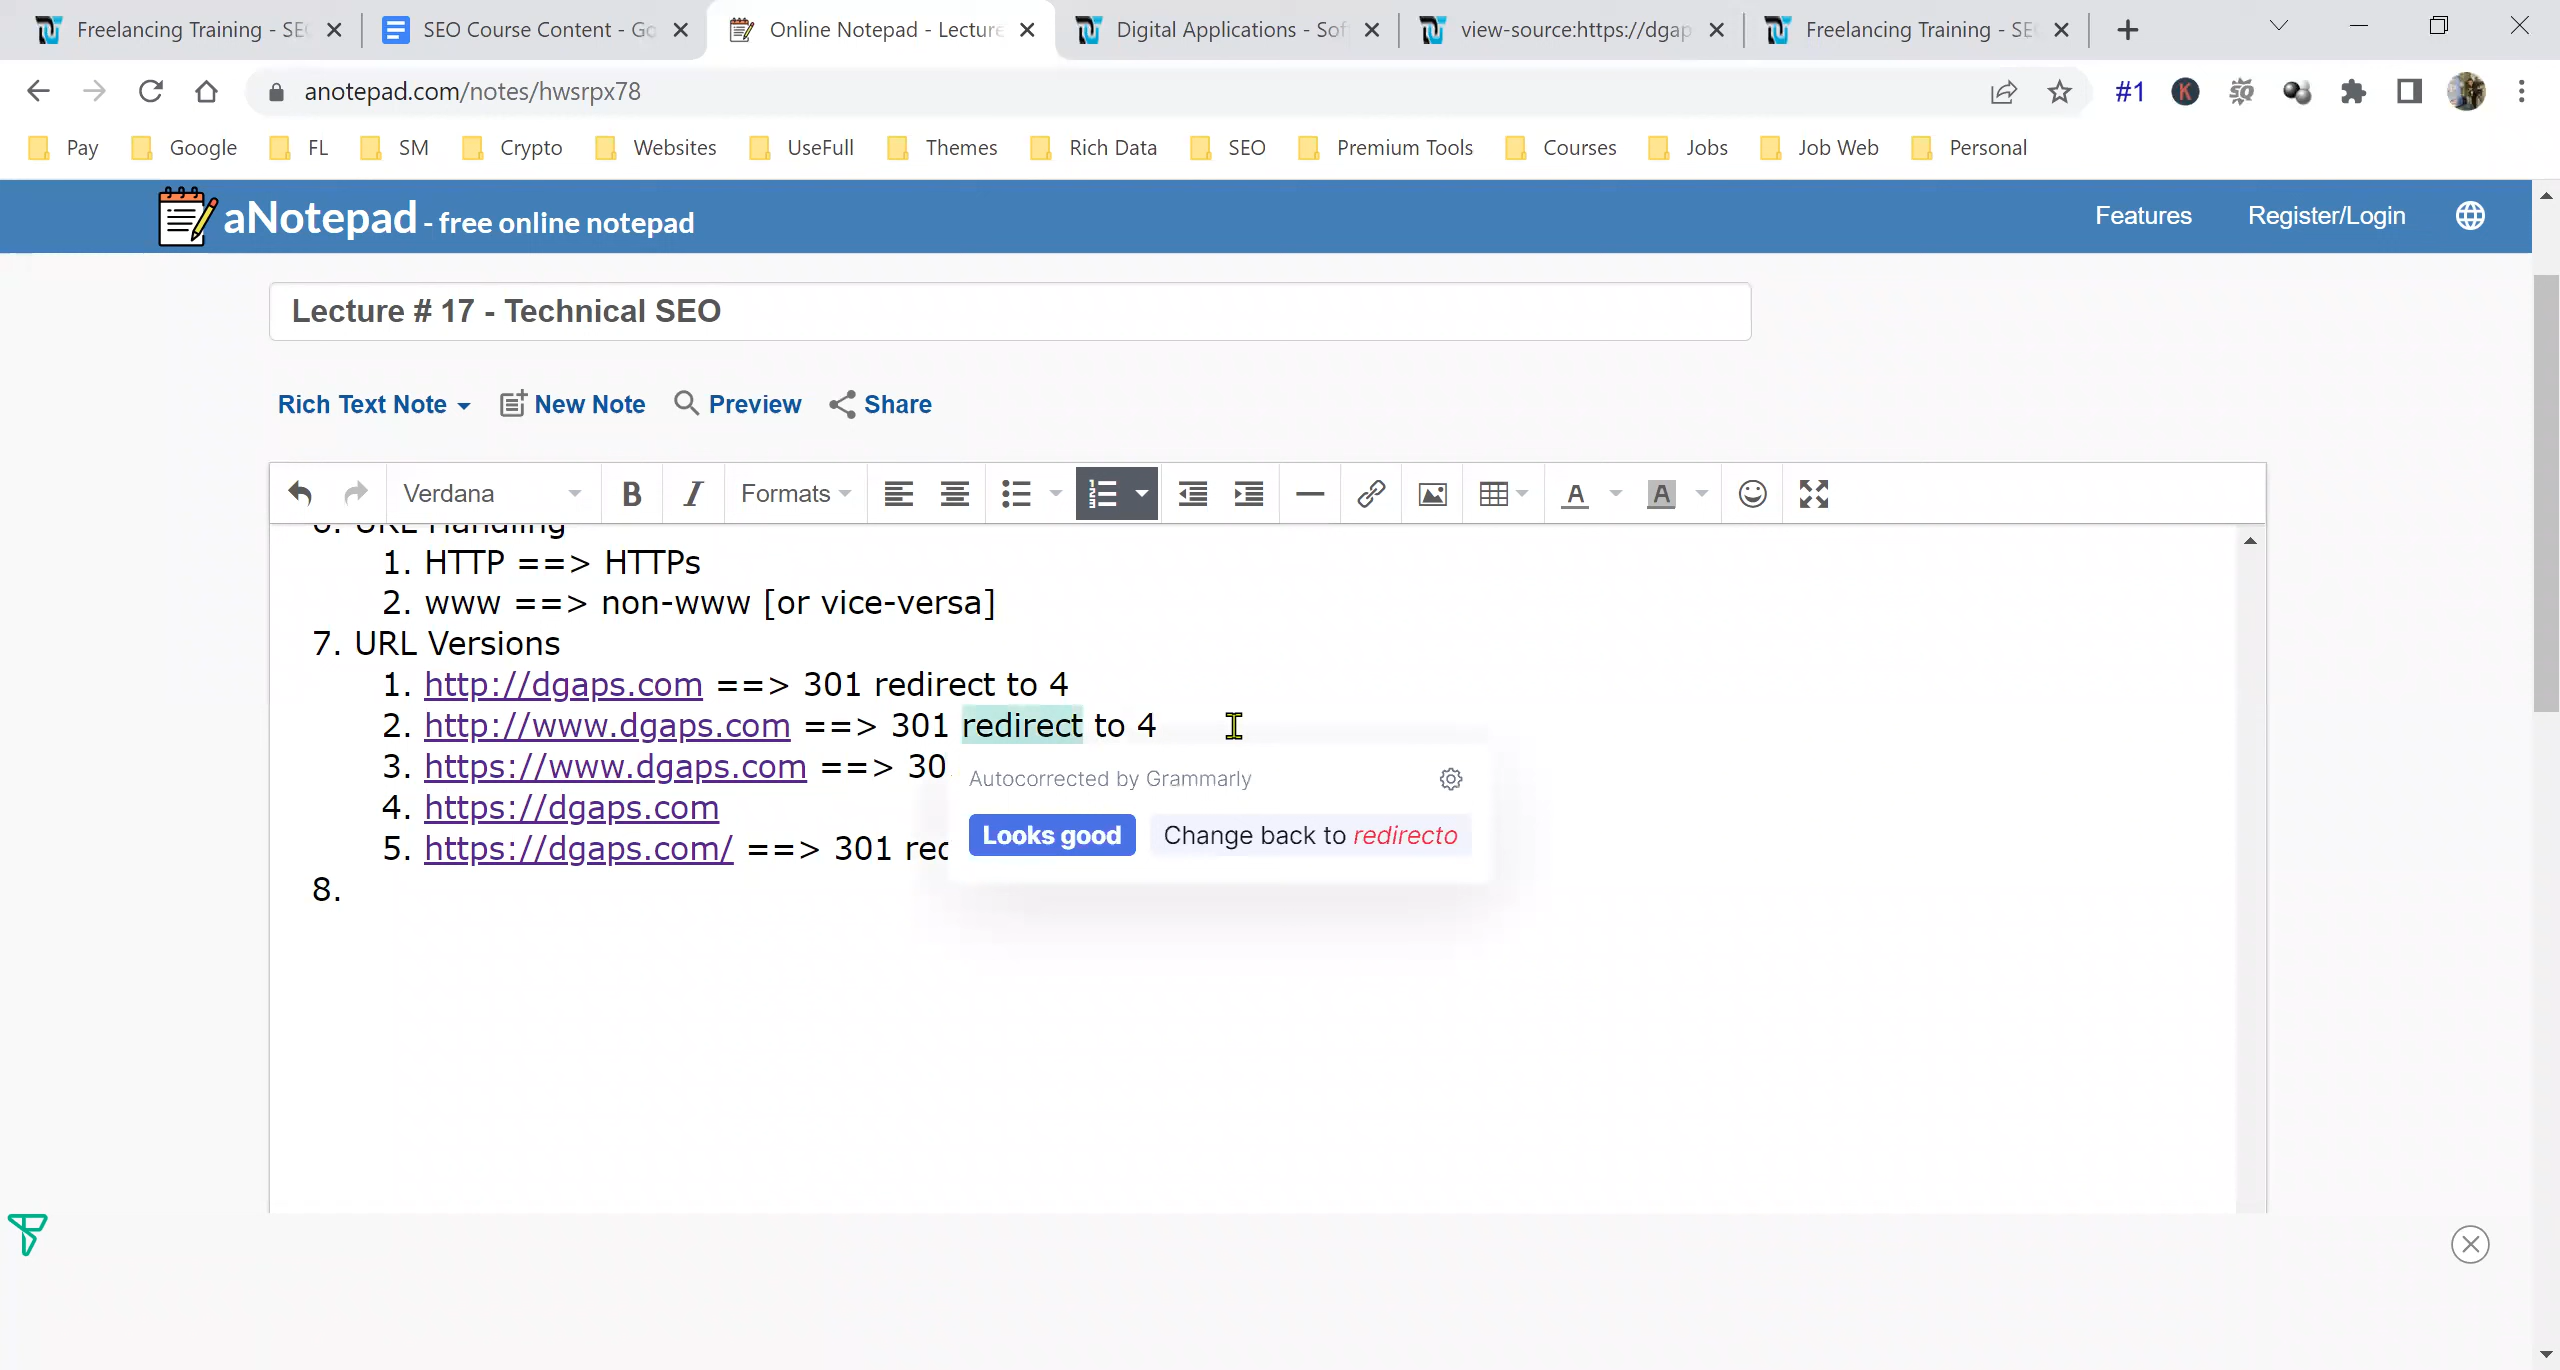 Freelancing Training - SE
SEO Course Content - Go
Online Notepad - Lecture
Digital Applications - Sof
view-source:https://dgap
Freelancing Training - SE
anotepad.com/notes/hwsrpx78
#1
K
SQ
Pay
Google
FL
SM
Crypto
Websites
UseFull
Themes
Rich Data
SEO
Premium Tools
Courses
Jobs
Job Web
Personal
aNotepad - free online notepad
Features
Register/Login
Lecture # 17 - Technical SEO
Rich Text Note
New Note
Preview
Share
Verdana
B
I
Formats
A
A
6. URL Handling
1. HTTP ==> HTTPs
2. www ==> non-www [or vice-versa]
7. URL Versions
1. http://dgaps.com ==> 301 redirect to 4
2. http://www.dgaps.com ==> 301 redirect to 4
3. https://www.dgaps.com ==> 30
Autocorrected by Grammarly
4. https://dgaps.com
Looks good
Change back to redirecto
5. https://dgaps.com/ ==> 301 red
8.